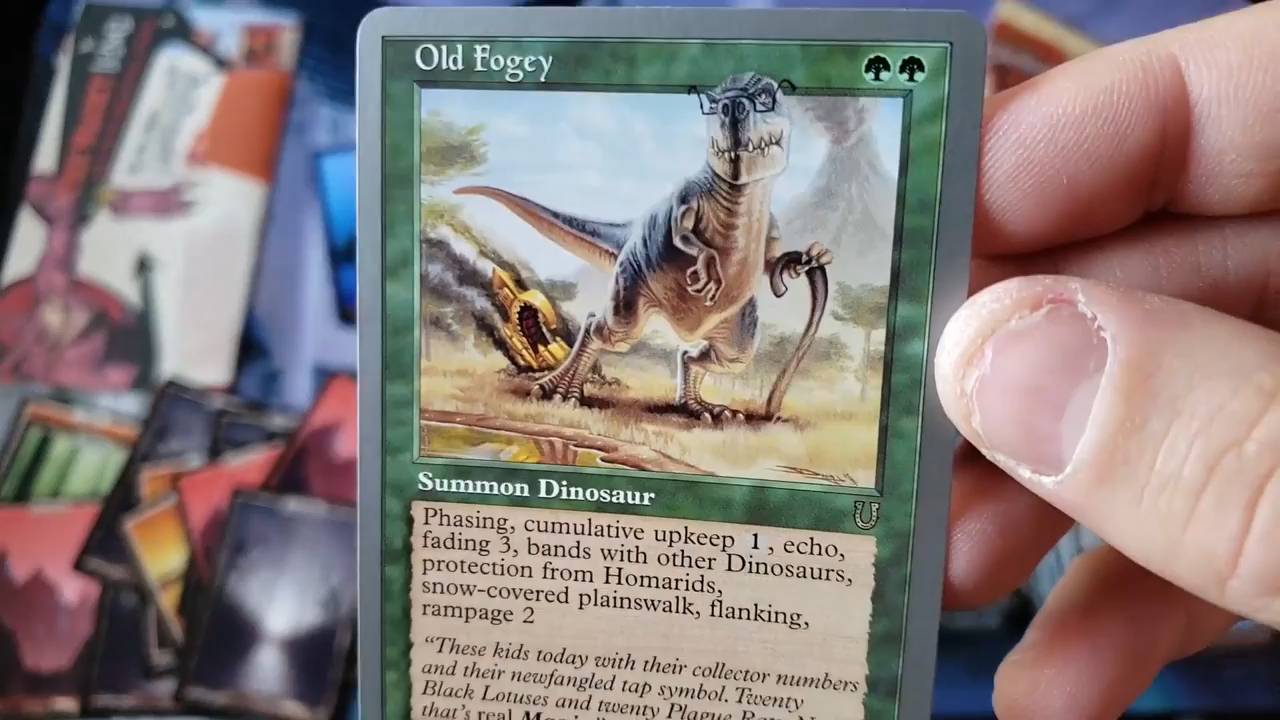 Old Fogey
Summon Dinosaur
Phasing, cumulative upkeep 1, echo,
fading 3, bands with other Dinosaurs,
protection from Homarids,
snow-covered plainswalk, flanking,
rampage 2
"These kids today with their collector numbers
and their newfangled tap symbol. Twenty
Black Lotuses and twenty Plague
that's real